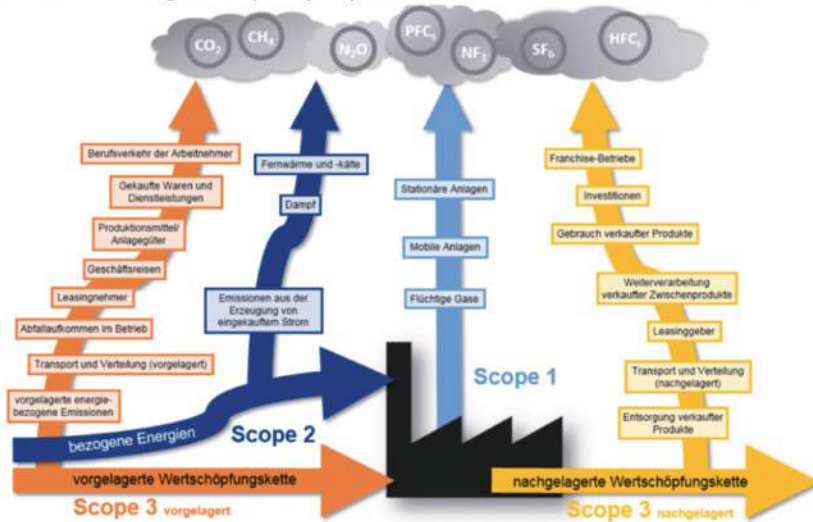 CO₂
CH₄
N₂O
PFCₛ
NF₃
SF₆
HFCₛ
Berufsverkehr der Arbeitnehmer
Gekaufte Waren und
Dienstleistungen
Produktionsmittel/
Anlagegüter
Geschäftsreisen
Leasingnehmer
Abfallaufkommen im Betrieb
Transport und Verteilung (vorgelagert)
vorgelagerte energie-
bezogene Emissionen
Fernwärme und -kälte
Dampf
Emissionen aus der
Erzeugung von
eingekauftem Strom
bezogene Energien
Scope 2
Stationäre Anlagen
Mobile Anlagen
Flüchtige Gase
Scope 1
Franchise-Betriebe
Investitionen
Gebrauch verkaufter Produkte
Weiterverarbeitung
verkaufter Zwischenprodukte
Leasinggeber
Transport und Verteilung
(nachgelagert)
Entsorgung verkaufter
Produkte
vorgelagerte Wertschöpfungskette
Scope 3 vorgelagert
nachgelagerte Wertschöpfungskette
Scope 3 nachgelagert